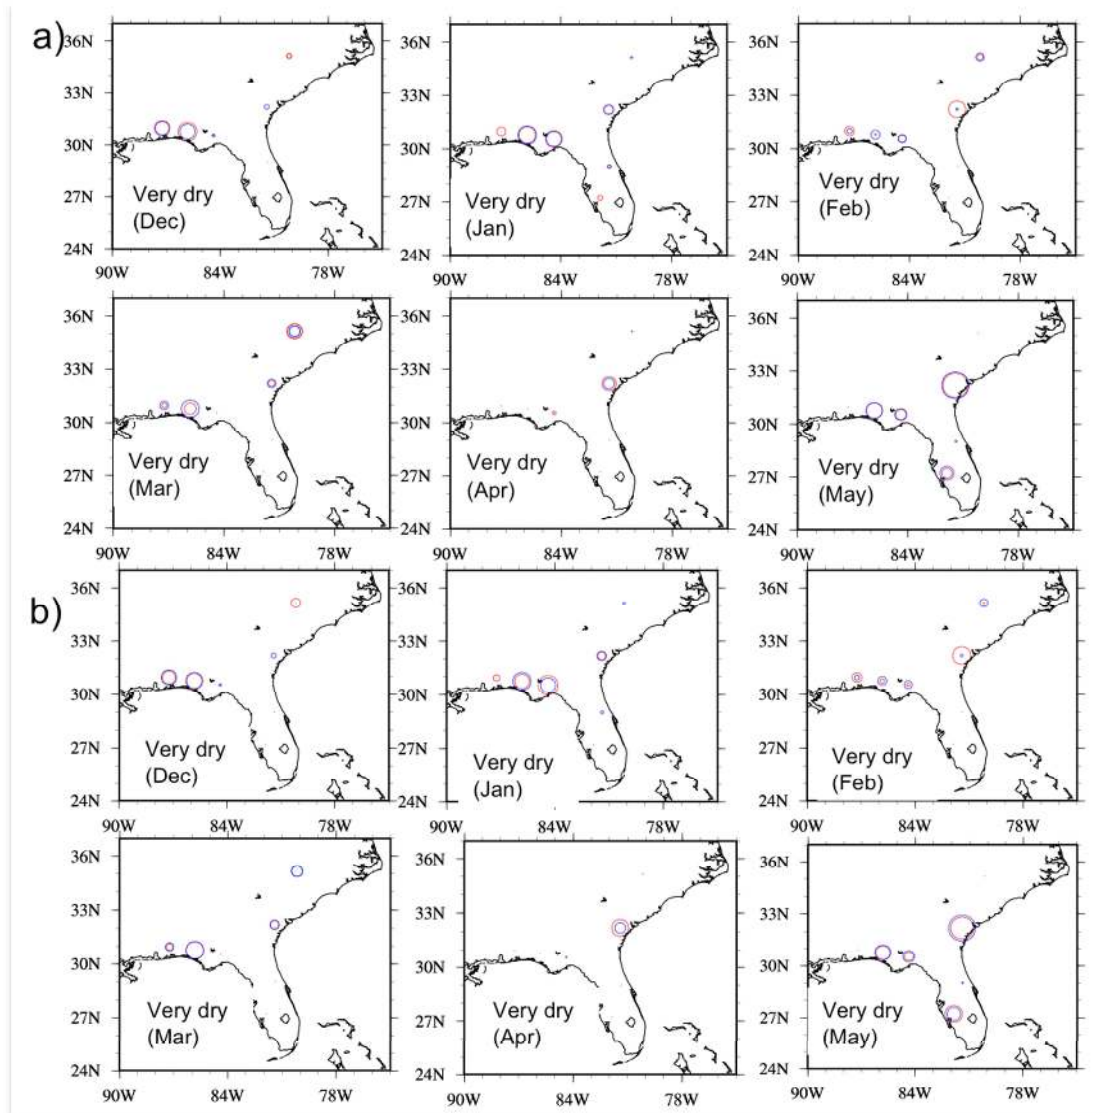 a)
36N
33N
30N
27N
24N
Very dry
(Dec)
90W 84W 78W
36N
33N
30N
27N
24N
Very dry
(Jan)
90W 84W 78W
36N
33N
30N
27N
24N
Very dry
(Feb)
90W 84W 78W
36N
33N
30N
27N
24N
Very dry
(Mar)
90W 84W 78W
36N
33N
30N
27N
24N
Very dry
(Apr)
90W 84W 78W
36N
33N
30N
27N
24N
Very dry
(May)
90W 84W 78W
b)
36N
33N
30N
27N
24N
Very dry
(Dec)
90W 84W 78W
36N
33N
30N
27N
24N
Very dry
(Jan)
90W 84W 78W
36N
33N
30N
27N
24N
Very dry
(Feb)
90W 84W 78W
36N
33N
30N
27N
24N
Very dry
(Mar)
90W 84W 78W
36N
33N
30N
27N
24N
Very dry
(Apr)
90W 84W 78W
36N
33N
30N
27N
24N
Very dry
(May)
90W 84W 78W